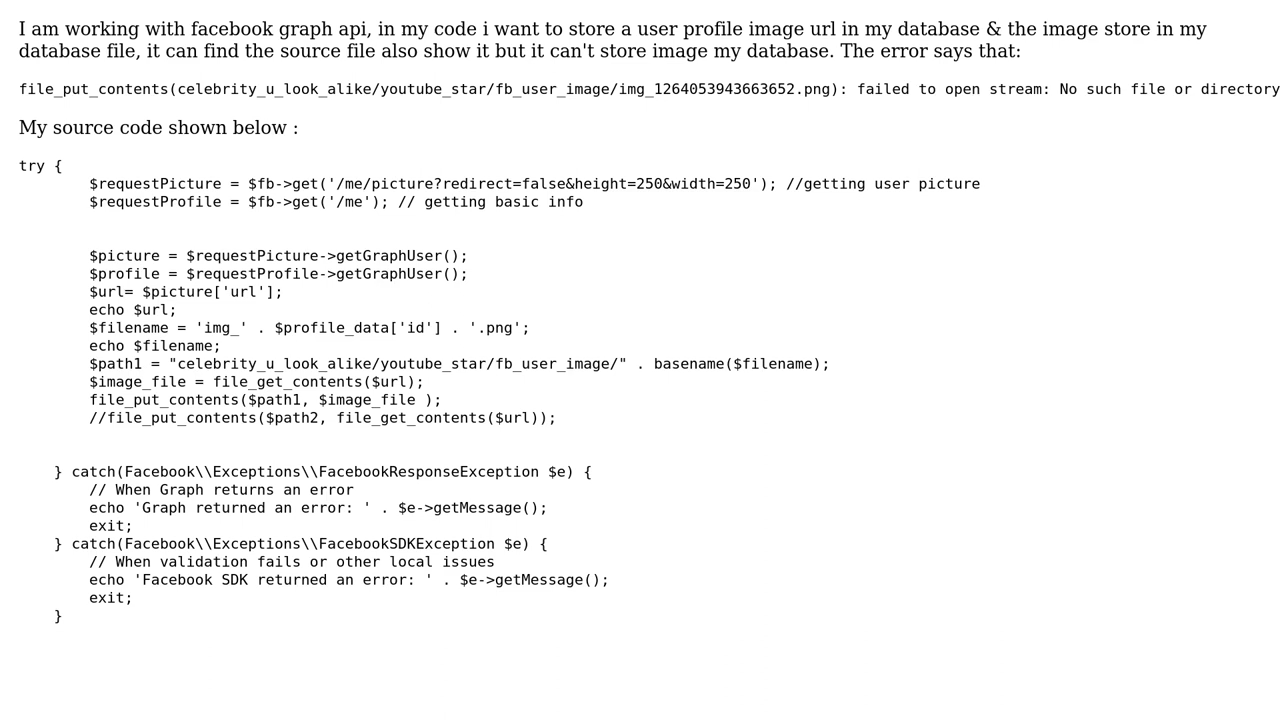 I am working with facebook graph api, in my code i want to store a user profile image url in my database & the image store in my
database file, it can find the source file also show it but it can't store image my database. The error says that:
file_put_contents(celebrity_u_look_alike/youtube_star/fb_user_image/img_1264053943663652.png): failed to open stream: No such file or directory
My source code shown below :
try {
        $requestPicture = $fb->get('/me/picture?redirect=false&height=250&width=250'); //getting user picture
        $requestProfile = $fb->get('/me'); // getting basic info
        $picture = $requestPicture->getGraphUser();
        $profile = $requestProfile->getGraphUser();
        $url= $picture['url'];
        echo $url;
        $filename = 'img_' . $profile_data['id'] . '.png';
        echo $filename;
        $path1 = "celebrity_u_look_alike/youtube_star/fb_user_image/" . basename($filename);
        $image_file = file_get_contents($url);
        file_put_contents($path1, $image_file );
        //file_put_contents($path2, file_get_contents($url));
    } catch(Facebook\\Exceptions\\FacebookResponseException $e) {
        // When Graph returns an error
        echo 'Graph returned an error: ' . $e->getMessage();
        exit;
    } catch(Facebook\\Exceptions\\FacebookSDKException $e) {
        // When validation fails or other local issues
        echo 'Facebook SDK returned an error: ' . $e->getMessage();
        exit;
    }